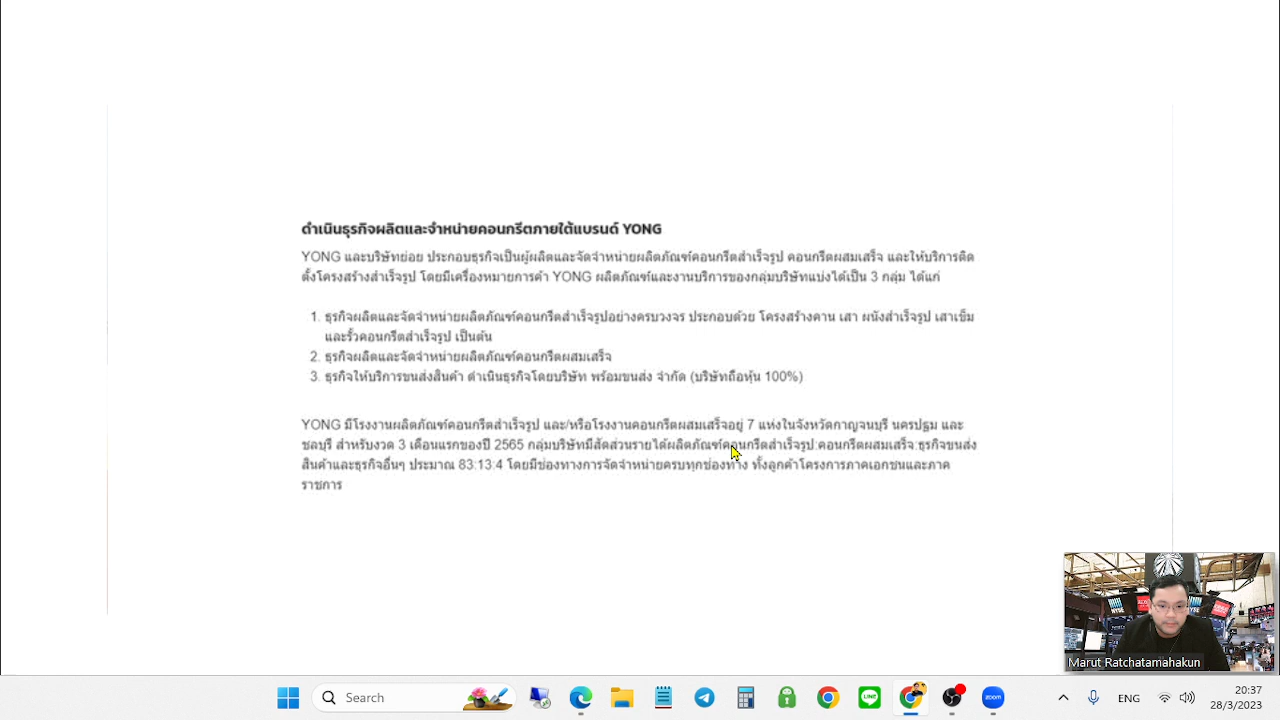 ดำเนินธุรกิจผลิตและจำหน่ายคอนกรีตภายใต้แบรนด์ YONG
YONG และบริษัทย่อย ประกอบธุรกิจเป็นผู้ผลิตและจัดจำหน่ายผลิตภัณฑ์คอนกรีตสำเร็จรูป คอนกรีตผสมเสร็จ และให้บริการติด
ตั้งโครงสร้างสำเร็จรูป โดยมีเครื่องหมายการค้า YONG ผลิตภัณฑ์และงานบริการของกลุ่มบริษัทแบ่งได้เป็น 3 กลุ่ม ได้แก่
1. ธุรกิจผลิตและจัดจำหน่ายผลิตภัณฑ์คอนกรีตสำเร็จรูปอย่างครบวงจร ประกอบด้วย โครงสร้างคาน เสา ผนังสำเร็จรูป เสาเข็ม
และรั้วคอนกรีตสำเร็จรูป เป็นต้น
2. ธุรกิจผลิตและจัดจำหน่ายผลิตภัณฑ์คอนกรีตผสมเสร็จ
3. ธุรกิจให้บริการขนส่งสินค้า ดำเนินธุรกิจโดยบริษัท พร้อมขนส่ง จำกัด (บริษัทถือหุ้น 100%)
YONG มีโรงงานผลิตภัณฑ์คอนกรีตสำเร็จรูป และ/หรือโรงงานคอนกรีตผสมเสร็จอยู่ 7 แห่งในจังหวัดกาญจนบุรี นครปฐม และ
ชลบุรี สำหรับงวด 3 เดือนแรกของปี 2565 กลุ่มบริษัทมีสัดส่วนรายได้ผลิตภัณฑ์คอนกรีตสำเร็จรูป:คอนกรีตผสมเสร็จ:ธุรกิจขนส่ง
สินค้าและธุรกิจอื่นๆ ประมาณ 83:13:4 โดยมีช่องทางการจัดจำหน่ายครบทุกช่องทาง ทั้งลูกค้าโครงการภาคเอกชนและภาค
ราชการ
Marut Ratchatamahakun
Search
LINE
zoom
ENG
20:37
28/3/2023